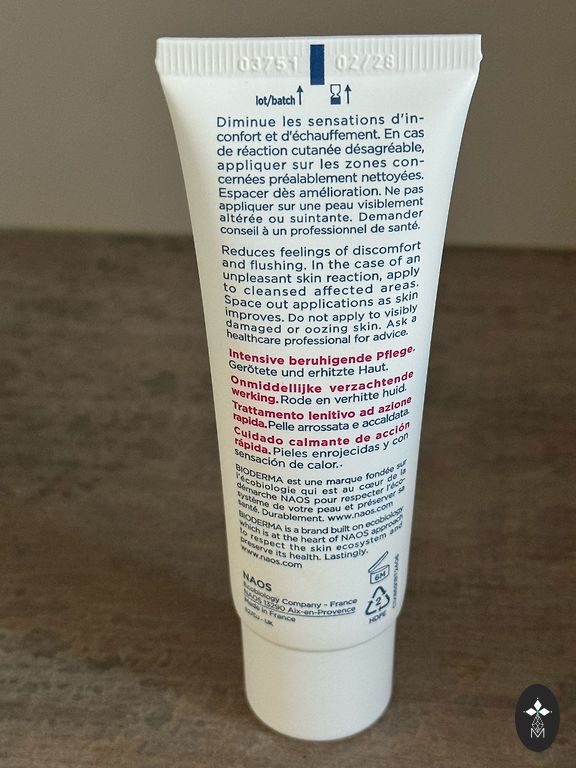 03751 02/28
lot/batch
Diminue les sensations d'in-
confort et d'échauffement. En cas
de réaction cutanée désagréable,
appliquer sur les zones con-
cernées préalablement nettoyées.
Espacer dès amélioration. Ne pas
appliquer sur une peau visiblement
altérée ou suintante. Demander
conseil à un professionnel de santé.
Reduces feelings of discomfort
and flushing. In the case of an
unpleasant skin reaction, apply
to cleansed affected areas.
Space out applications as skin
improves. Do not apply to visibly
damaged or oozing skin. Ask a
healthcare professional for advice.
Intensive beruhigende Pflege.
Gerötete und erhitzte Haut.
Onmiddellijke verzachtende
werking. Rode en verhitte huid.
Trattamento lenitivo ad azione
rapida. Pelle arrossata e accaldata.
Cuidado calmante de acción
rápida. Pieles enrojecidas y con
sensación de calor..
BIODERMA est une marque fondée sur
l'écobiologie qui est au cœur de la
démarche NAOS pour respecter l'éco-
système de votre peau et préserver sa
santé. Durablement. www.naos.com
BIODERMA is a brand built on ecobiology
which is at the heart of NAOS approach
to respect the skin ecosystem and
preserve its health. Lastingly.
www.naos.com
NAOS
Ecobiology Company - France
NAOS 13290 Aix-en-Provence
Made in France
6M
2
HDPE
M